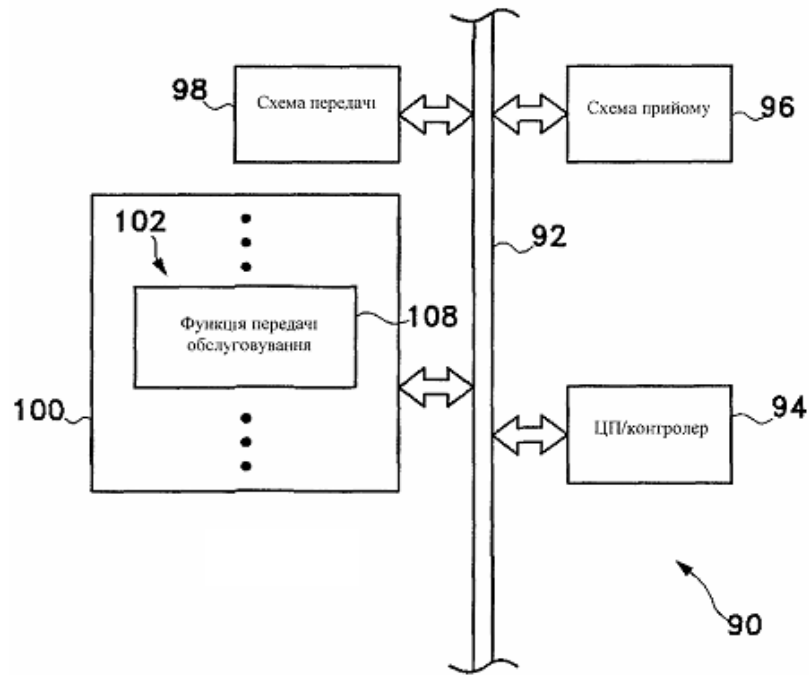 98
Схема передачі
Схема прийому
96
102
92
Функція передачі
обслуговування
108
100
ЦП/контролер
94
90